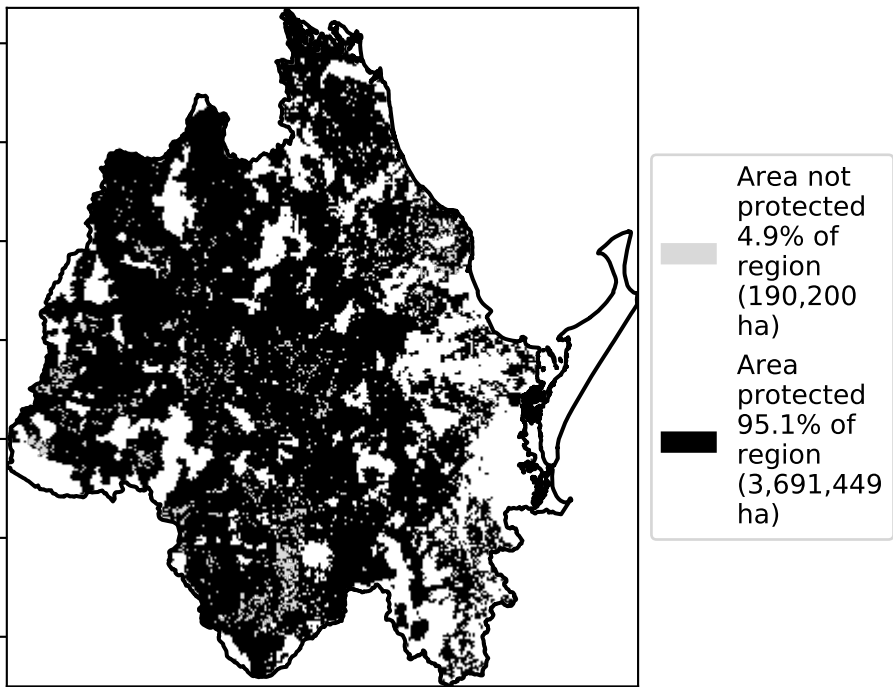 Area not
protected
4.9% of
region
(190,200
ha)
Area
protected
95.1% of
region
(3,691,449
ha)